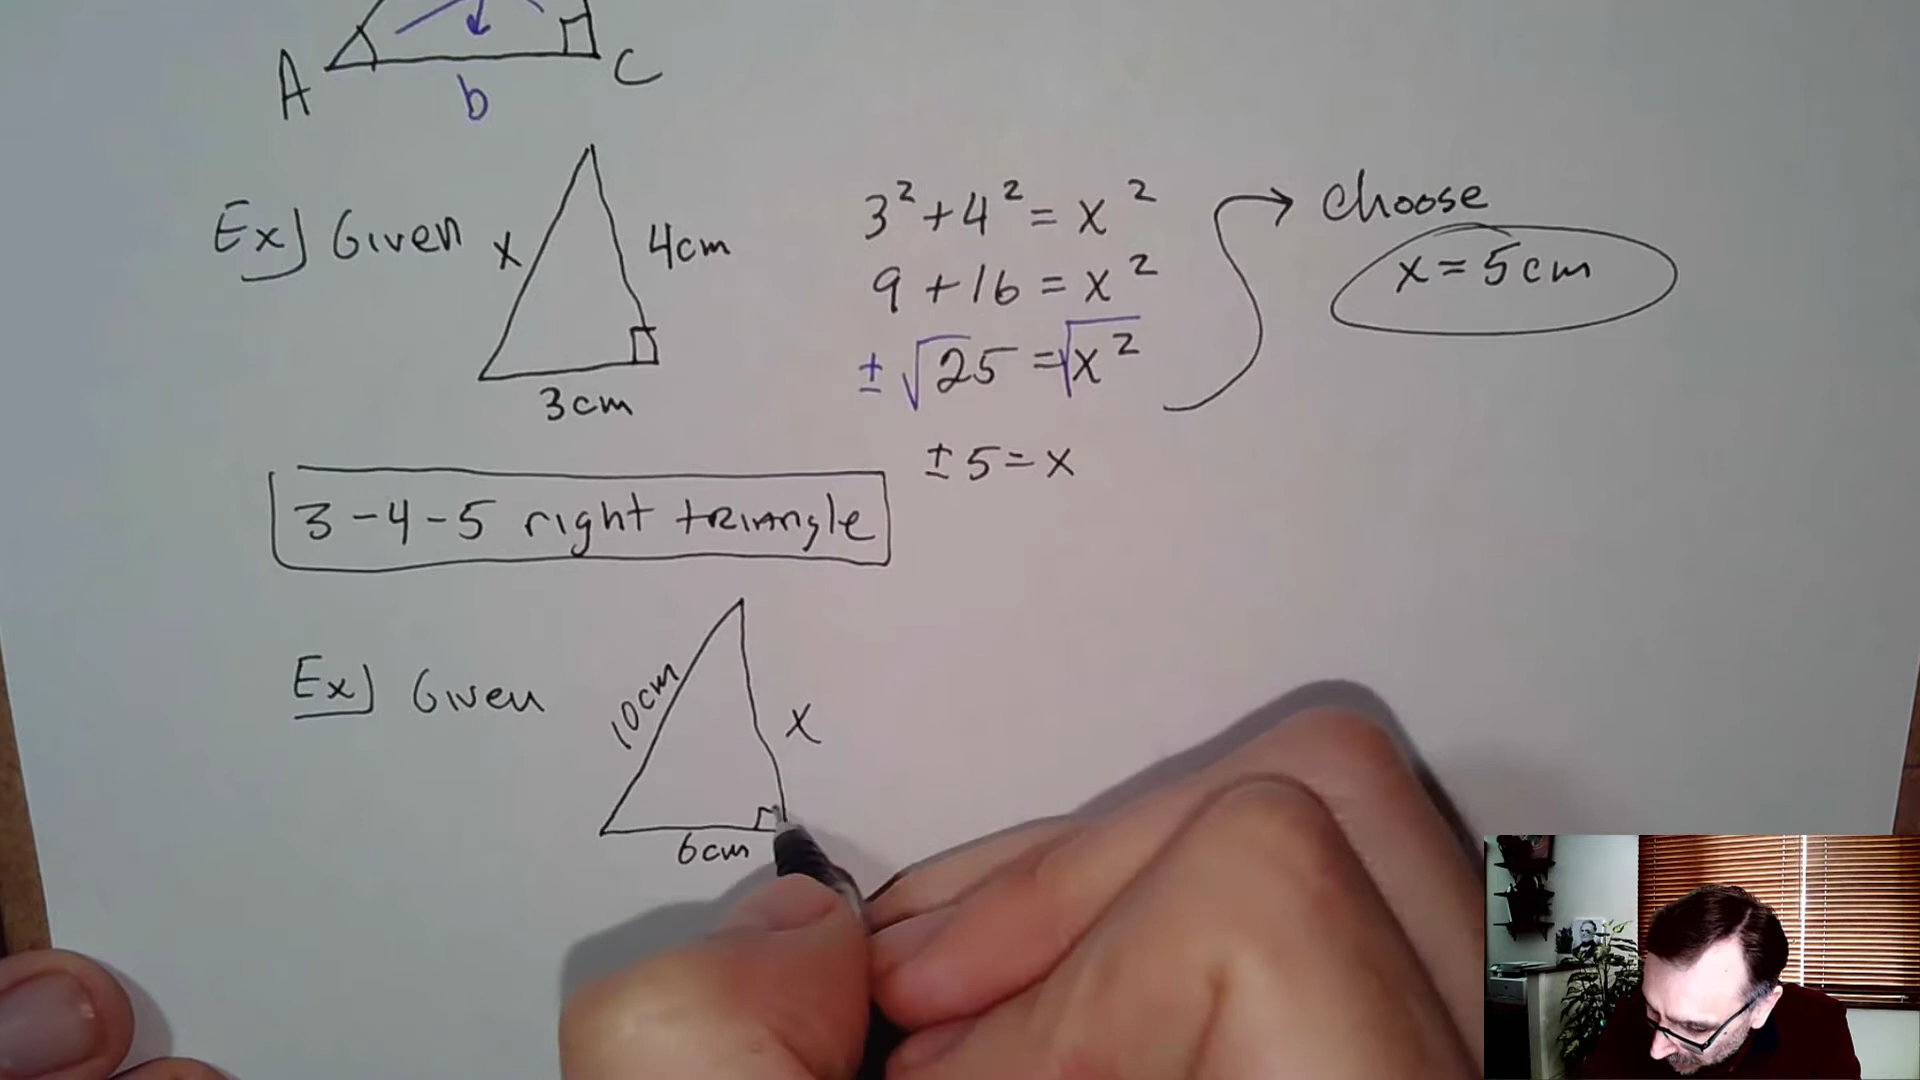 A
b
C
Ex) Given
x
4cm
3cm
3² + 4² = x²
9 + 16 = x²
± √25 = √x²
± 5 = x
choose
x = 5cm
3-4-5 right triangle
Ex) Given
10cm
x
6cm